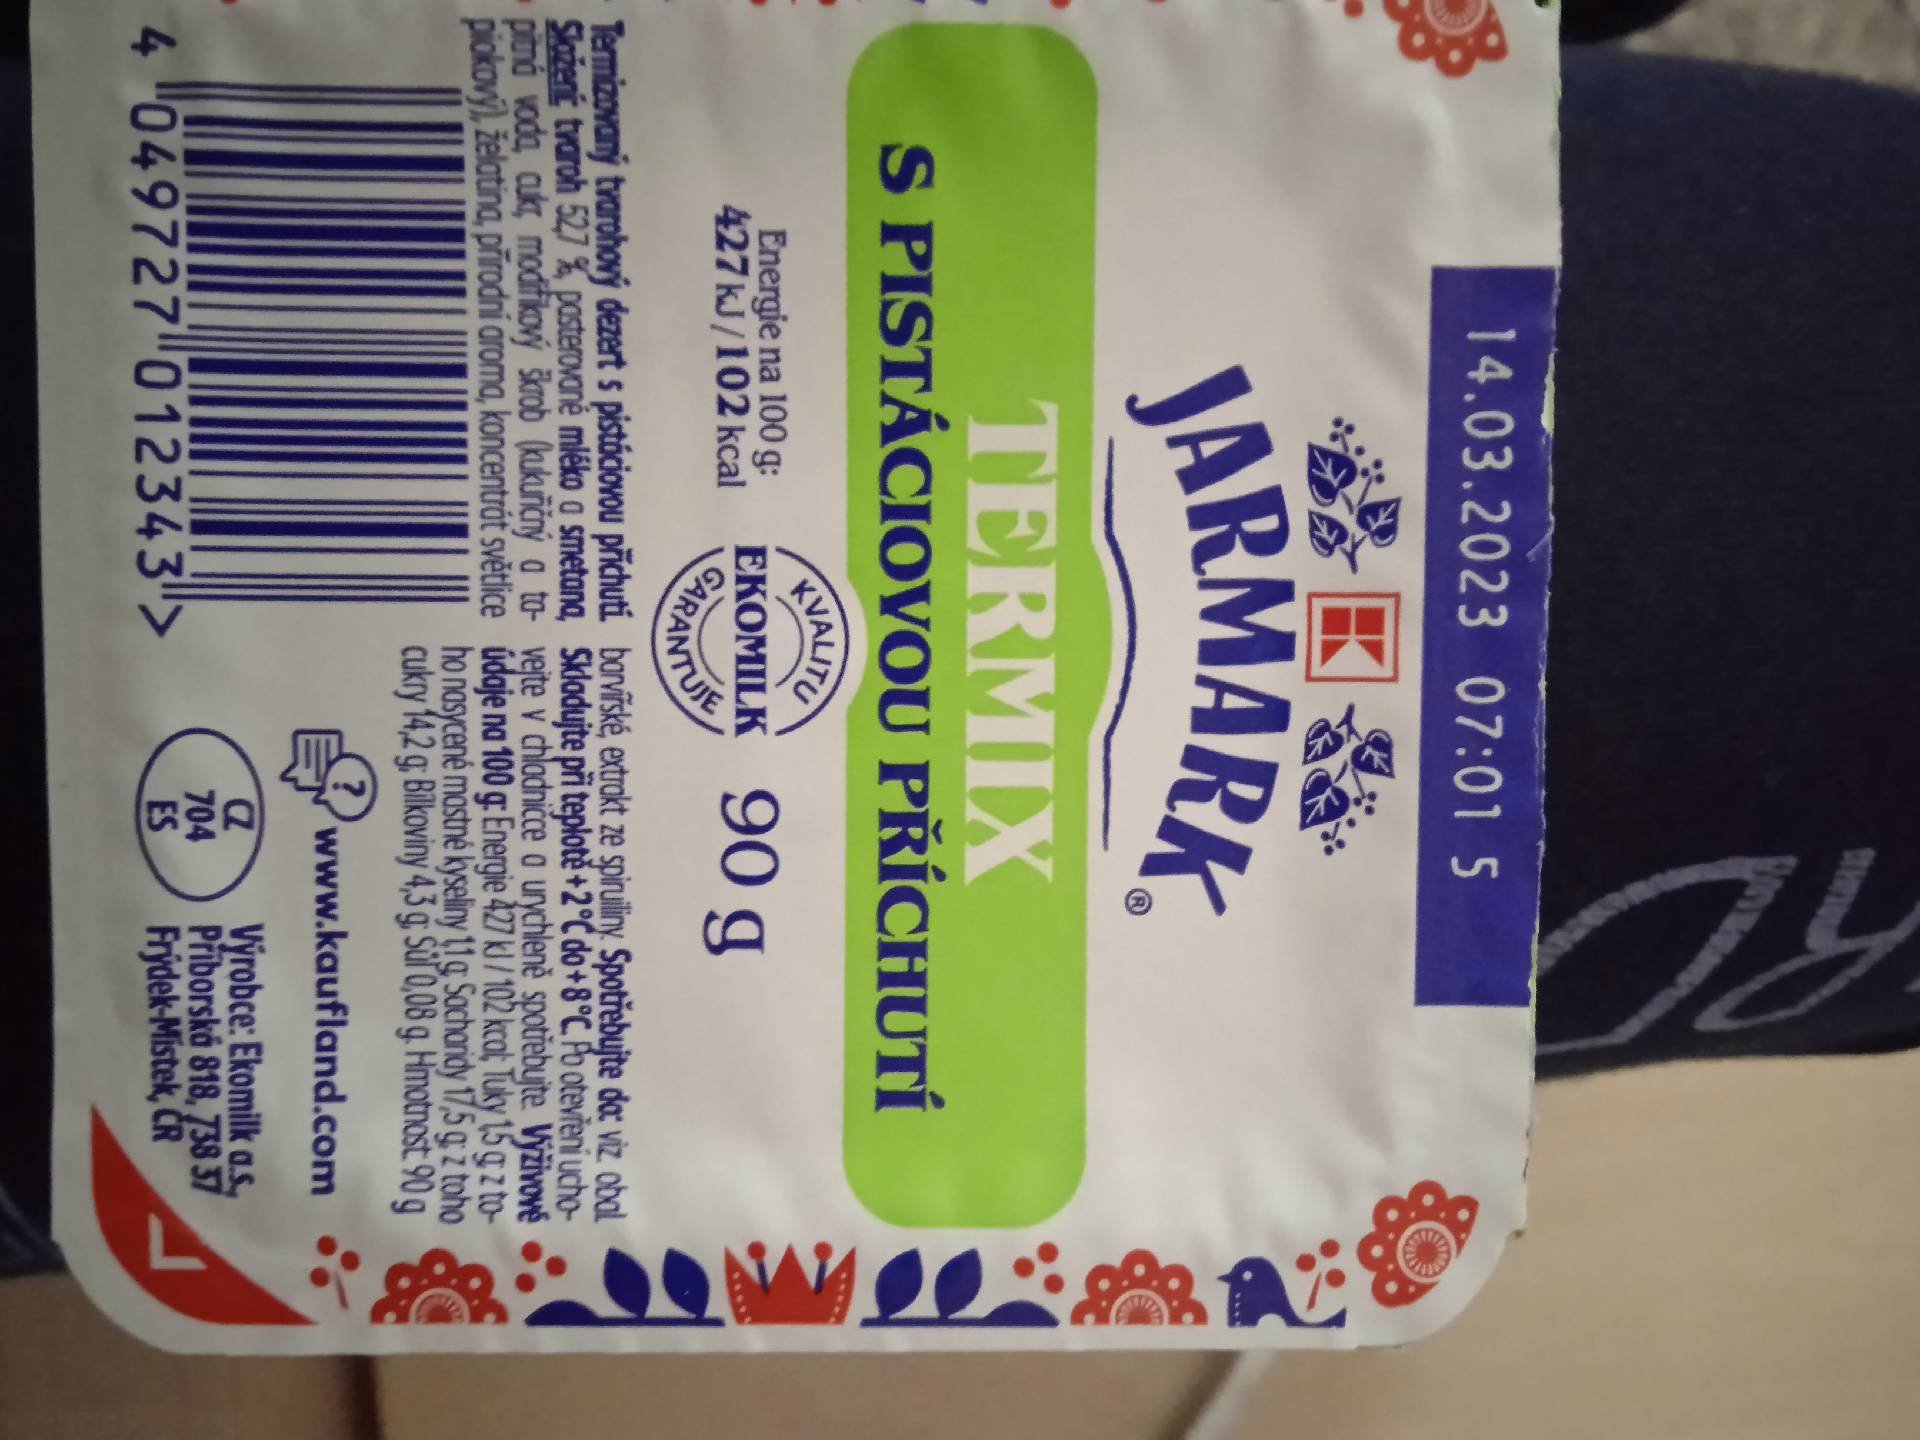 14.03.2023 07:01 5
K
JARMARK®
TERMIX
S PISTÁCIOVOU PŘÍCHUTÍ
Energie na 100 g:
427 kJ / 102 kcal
KVALITU
EKOMILK
GARANTUJE
90 g
Termizovaný tvarohový dezert s pistáciovou příchutí.
Složení: tvaroh 52,7 %, pasterované mléko a smetana,
pitná voda, cukr, modifikový škrob (kukuřičný a ta-
piokový), želatina, přírodní aroma, koncentrát světlice
barvířské, extrakt ze spiruliny. Spotřebujte do: viz obal.
Skladujte při teplotě +2°C do +8°C. Po otevření ucho-
vejte v chladničce a urychleně spotřebujte. Výživové
údaje na 100 g: Energie 427 kJ / 102 kcal; Tuky 1,5 g; z to-
ho nasycené mastné kyseliny 1,1 g; Sacharidy 17,5 g; z toho
cukry 14,2 g; Bílkoviny 4,3 g; Sůl 0,08 g. Hmotnost: 90 g
4 049727 012343 >
? www.kaufland.com
CZ
704
ES
Výrobce: Ekomilk a.s.,
Příborská 818, 738 37
Frýdek-Místek, ČR